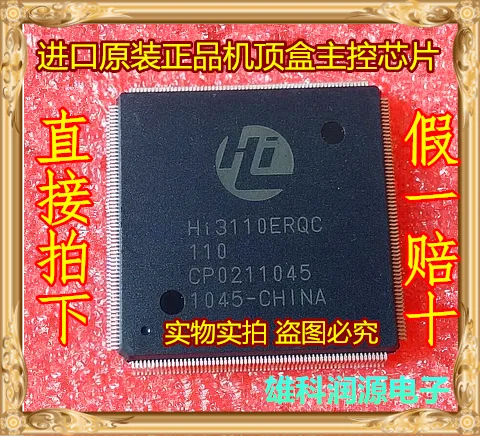 进口原装正品机顶盒主控芯片
直接拍下
假一赔十
Hi
Hi3110ERQC
110
CP0211045
1045-CHINA
实物实拍 盗图必究
雄科润源电子